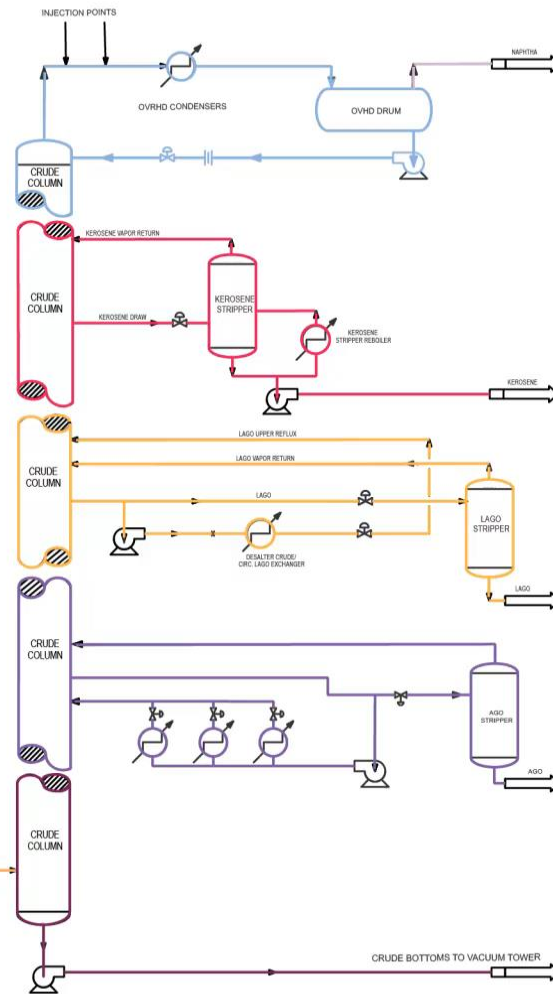 INJECTION POINTS
NAPHTHA
OVRHD CONDENSERS
OVHD DRUM
CRUDE
COLUMN
KEROSENE VAPOR RETURN
KEROSENE
STRIPPER
CRUDE
COLUMN
KEROSENE DRAW
KEROSENE
STRIPPER REBOILER
KEROSENE
LAGO UPPER REFLUX
LAGO VAPOR RETURN
CRUDE
COLUMN
LAGO
LAGO
STRIPPER
DESALTER CRUDE/
CIRC. LAGO EXCHANGER
LAGO
CRUDE
COLUMN
AGO
STRIPPER
AGO
CRUDE
COLUMN
CRUDE BOTTOMS TO VACUUM TOWER